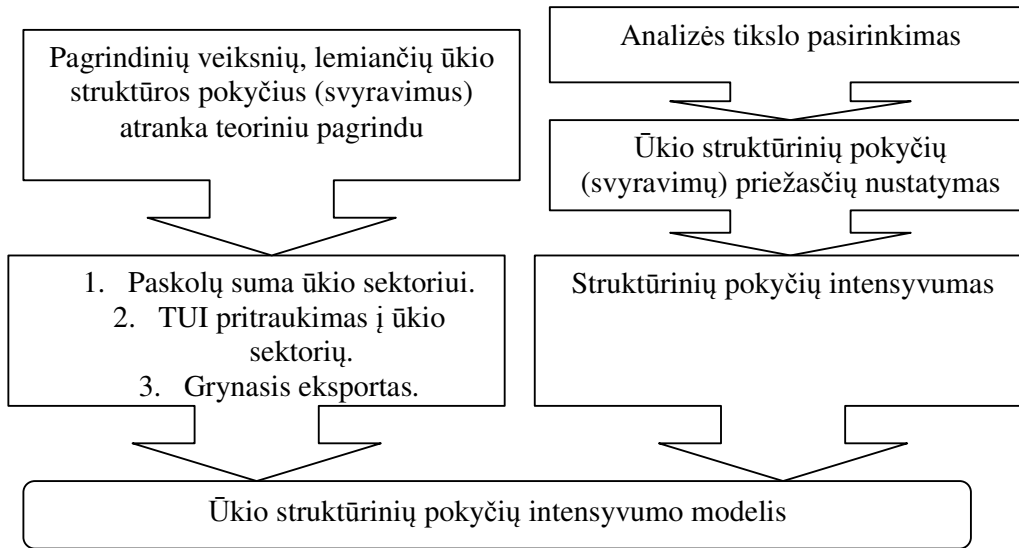 Pagrindinių veiksnių, lemiančių ūkio
struktūros pokyčius (svyravimus)
atranka teoriniu pagrindu
Analizės tikslo pasirinkimas
Ūkio struktūrinių pokyčių
(svyravimų) priežasčių nustatymas
1. Paskolų suma ūkio sektoriui.
2. TUI pritraukimas į ūkio
sektorių.
3. Grynasis eksportas.
Struktūrinių pokyčių intensyvumas
Ūkio struktūrinių pokyčių intensyvumo modelis